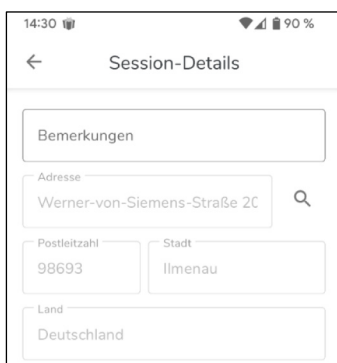 14:30 90 %
Session-Details
Bemerkungen
Adresse
Werner-von-Siemens-Straße 20
Postleitzahl Stadt
98693 Ilmenau
Land
Deutschland